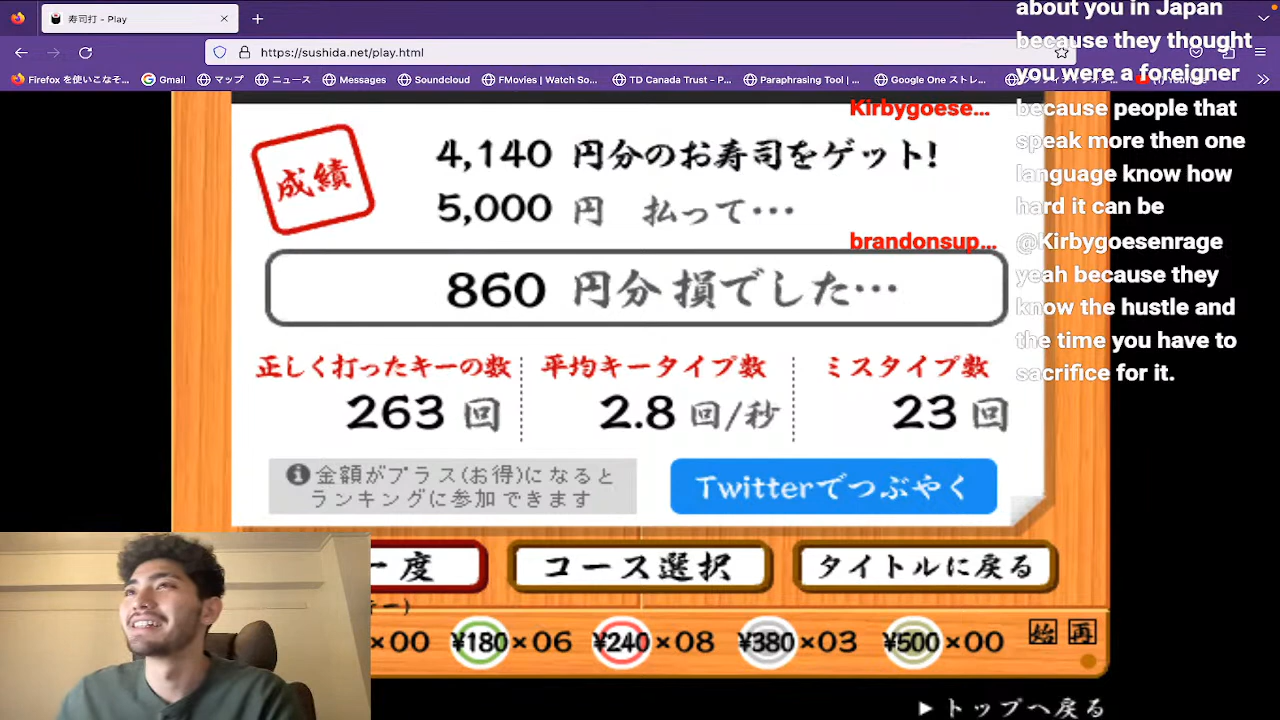 寿司打 - Play
https://sushida.net/play.html
Firefox を使いこなそ…
Gmail
マップ
ニュース
Messages
Soundcloud
FMovies | Watch So…
TD Canada Trust - P…
Paraphrasing Tool | …
Google One ストレ…
成績
4,140 円分のお寿司をゲット!
5,000 円 払って…
860 円分 損でした…
正しく打ったキーの数
263 回
平均キータイプ数
2.8 回/秒
ミスタイプ数
23 回
金額がプラス(お得)になると
ランキングに参加できます
Twitterでつぶやく
一度
コース選択
タイトルに戻る
キー)
×00 ¥180×06 ¥240×08 ¥380×03 ¥500×00 始 再
▶トップへ戻る
about you in Japan
Kirbygoese…
because they thought
you were a foreigner
because people that
speak more then one
language know how
hard it can be
brandonsup…
@Kirbygoesenrage
yeah because they
know the hustle and
the time you have to
sacrifice for it.